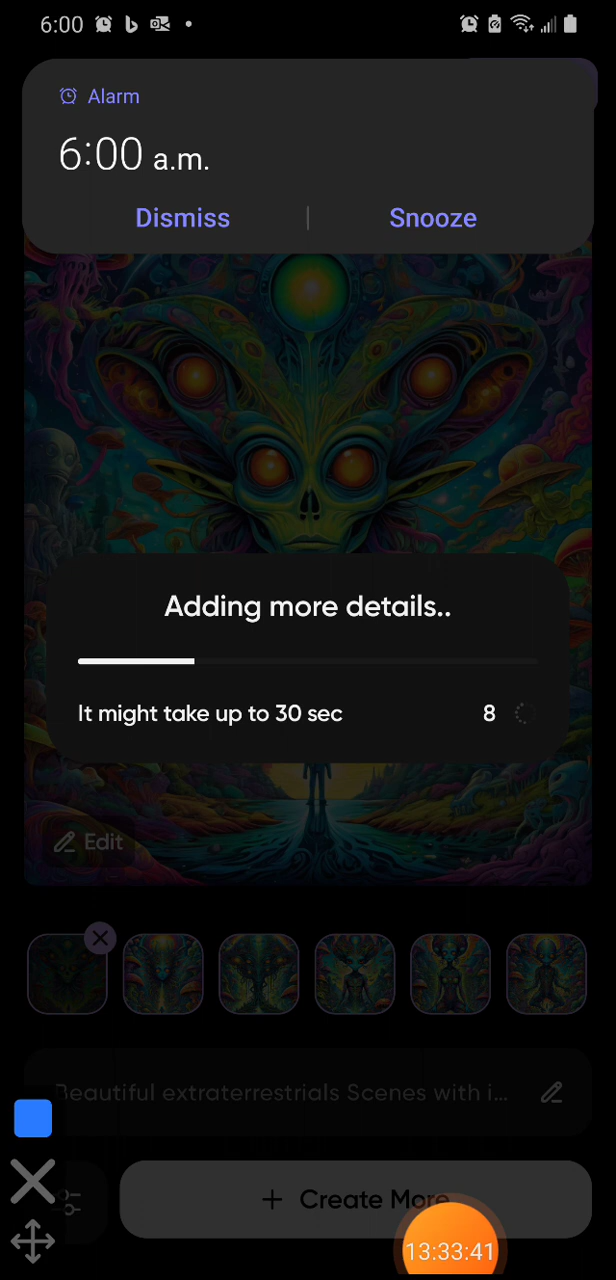 6:00
Alarm
6:00 a.m.
Dismiss | Snooze
Adding more details..
It might take up to 30 sec 8
Edit
Beautiful extraterrestrials Scenes with i...
+ Create More
13:33:41